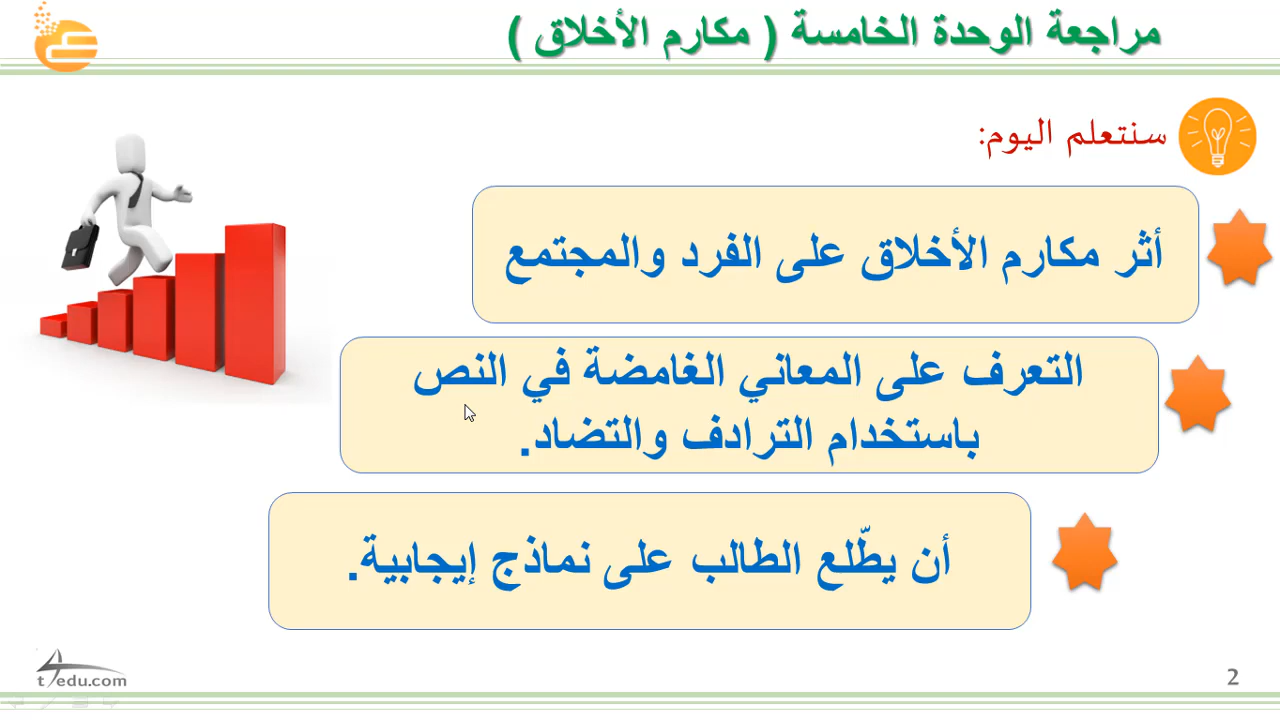 مراجعة الوحدة الخامسة ( مكارم الأخلاق )
سنتعلم اليوم:
أثر مكارم الأخلاق على الفرد والمجتمع
التعرف على المعاني الغامضة في النص
باستخدام الترادف والتضاد.
أن يطّلع الطالب على نماذج إيجابية.
t4edu.com
2